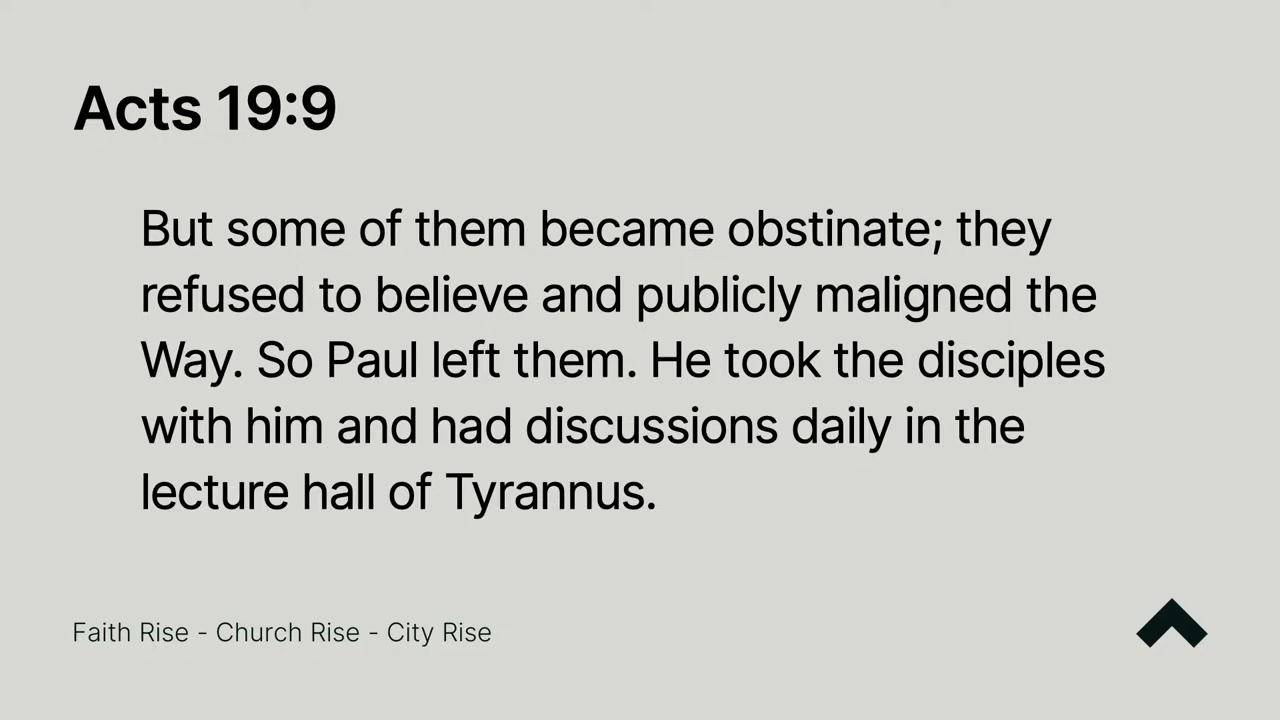 Acts 19:9
But some of them became obstinate; they
refused to believe and publicly maligned the
Way. So Paul left them. He took the disciples
with him and had discussions daily in the
lecture hall of Tyrannus.
Faith Rise - Church Rise - City Rise